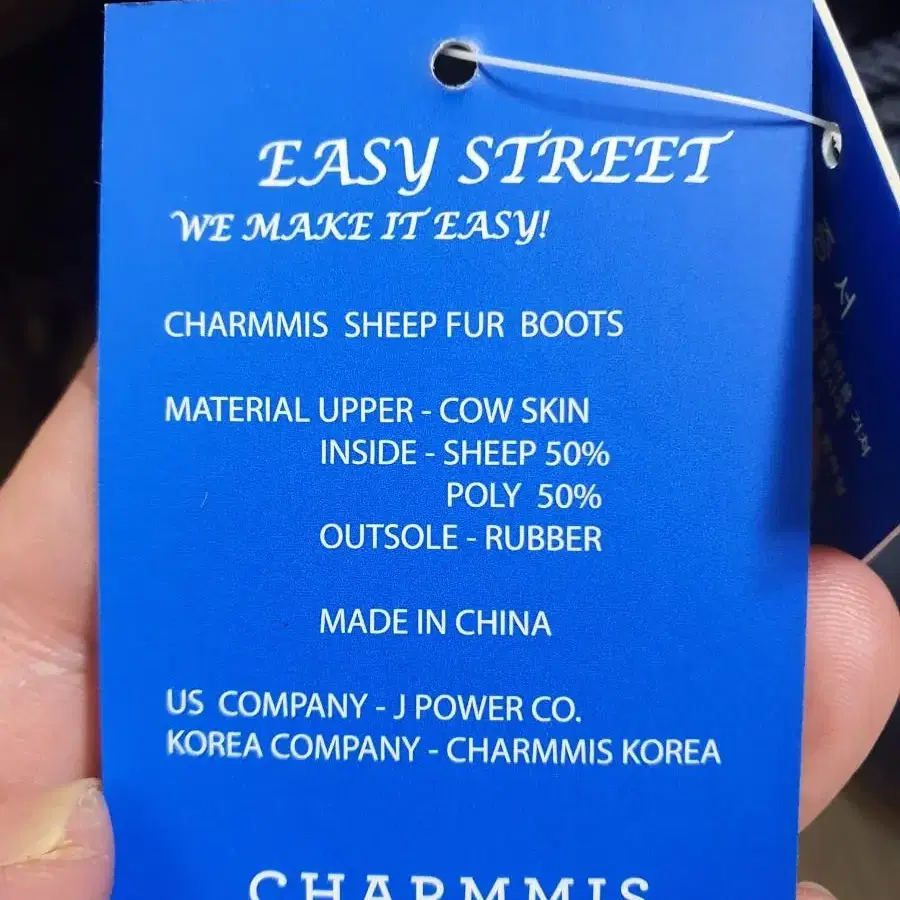 EASY STREET
WE MAKE IT EASY!
CHARMMIS SHEEP FUR BOOTS
MATERIAL UPPER - COW SKIN
INSIDE - SHEEP 50%
POLY 50%
OUTSOLE - RUBBER
MADE IN CHINA
US COMPANY - J POWER CO.
KOREA COMPANY - CHARMMIS KOREA
CHARMMIS